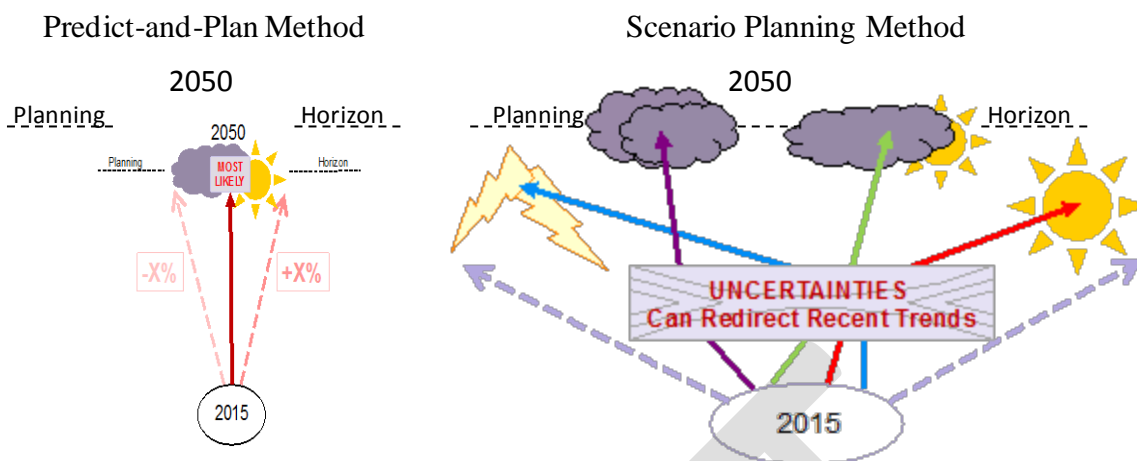 Predict-and-Plan Method
2050
Planning Horizon
2050
Planning Horizon
MOST
LIKELY
-X% +X%
2015
Scenario Planning Method
2050
Planning Horizon
UNCERTAINTIES
Can Redirect Recent Trends
2015